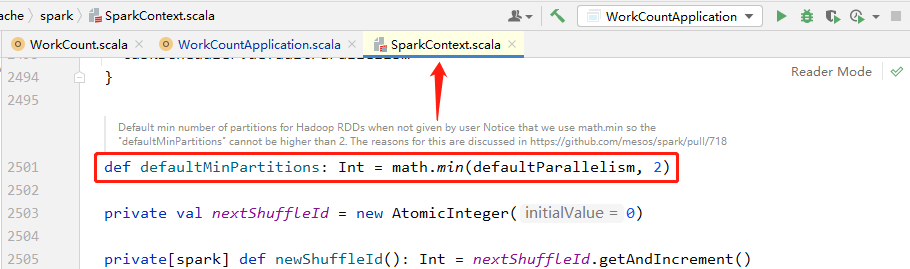 ache › spark › SparkContext.scala
WorkCountApplication
WorkCount.scala
WorkCountApplication.scala
SparkContext.scala
Reader Mode
2494 }
2495
Default min number of partitions for Hadoop RDDs when not given by user Notice that we use math.min so the
"defaultMinPartitions" cannot be higher than 2. The reasons for this are discussed in https://github.com/mesos/spark/pull/718
2501 def defaultMinPartitions: Int = math.min(defaultParallelism, 2)
2502
2503 private val nextShuffleId = new AtomicInteger( initialValue = 0)
2504
2505 private[spark] def newShuffleId(): Int = nextShuffleId.getAndIncrement()